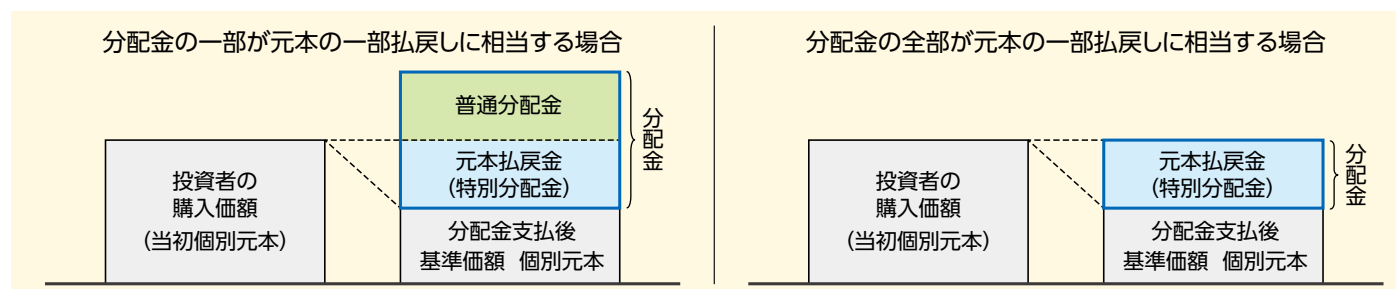 分配金の一部が元本の一部払戻しに相当する場合
普通分配金
元本払戻金
(特別分配金)
分配金
投資者の
購入価額
(当初個別元本)
分配金支払後
基準価額 個別元本
分配金の全部が元本の一部払戻しに相当する場合
元本払戻金
(特別分配金)
分配金
投資者の
購入価額
(当初個別元本)
分配金支払後
基準価額 個別元本